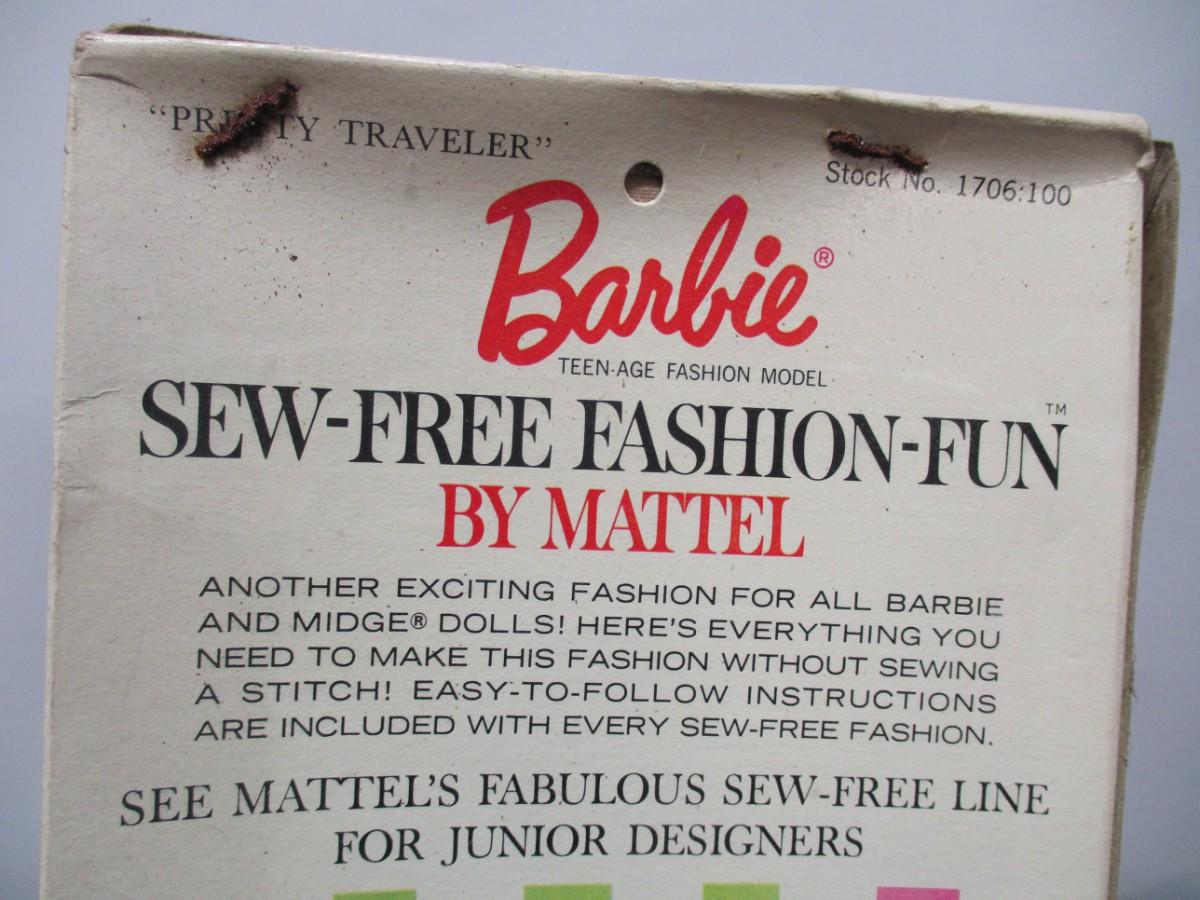 "PRETTY TRAVELER"
Stock No. 1706:100
Barbie®
TEEN-AGE FASHION MODEL
SEW-FREE FASHION-FUN™
BY MATTEL
ANOTHER EXCITING FASHION FOR ALL BARBIE
AND MIDGE® DOLLS! HERE'S EVERYTHING YOU
NEED TO MAKE THIS FASHION WITHOUT SEWING
A STITCH! EASY-TO-FOLLOW INSTRUCTIONS
ARE INCLUDED WITH EVERY SEW-FREE FASHION.
SEE MATTEL'S FABULOUS SEW-FREE LINE
FOR JUNIOR DESIGNERS